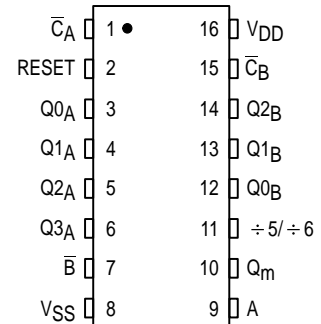 C̅A 1 16 VDD
RESET 2 15 C̅B
Q0A 3 14 Q2B
Q1A 4 13 Q1B
Q2A 5 12 Q0B
Q3A 6 11 ÷5/÷6
B̅ 7 10 Qm
VSS 8 9 A